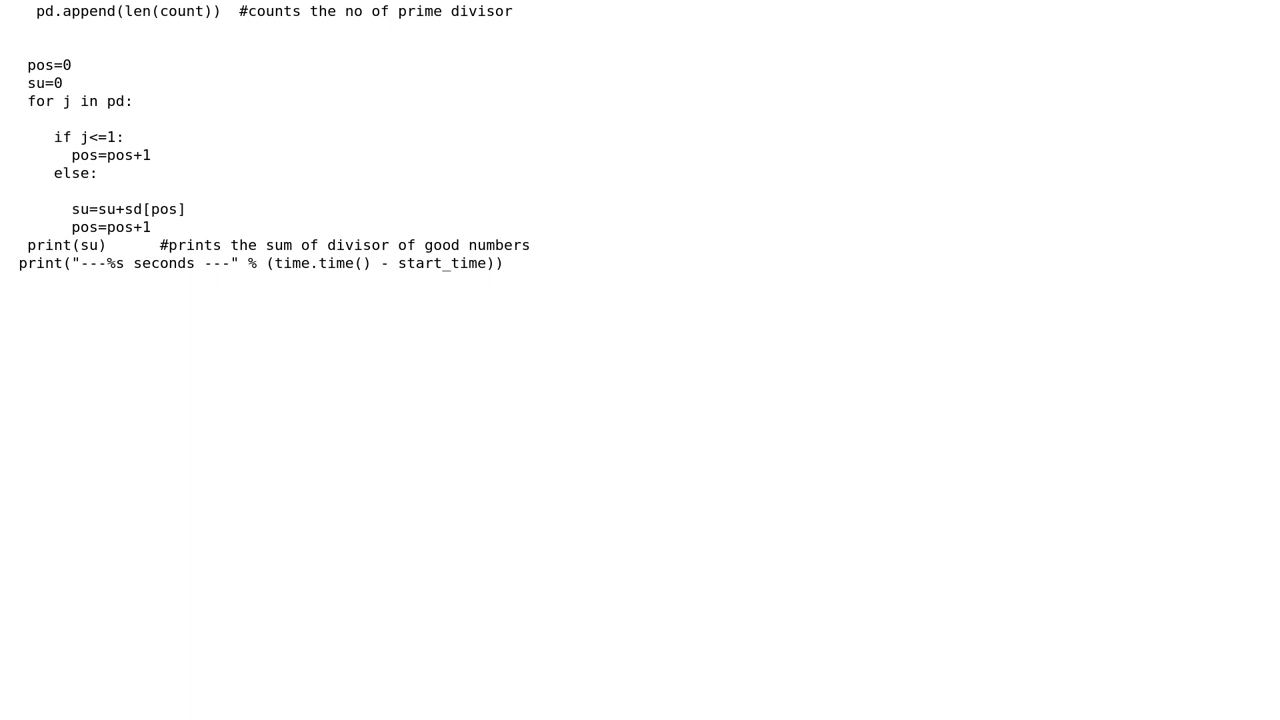 pd.append(len(count))  #counts the no of prime divisor
pos=0
su=0
for j in pd:
if j<=1:
pos=pos+1
else:
su=su+sd[pos]
pos=pos+1
print(su)      #prints the sum of divisor of good numbers
print("---%s seconds ---" % (time.time() - start_time))